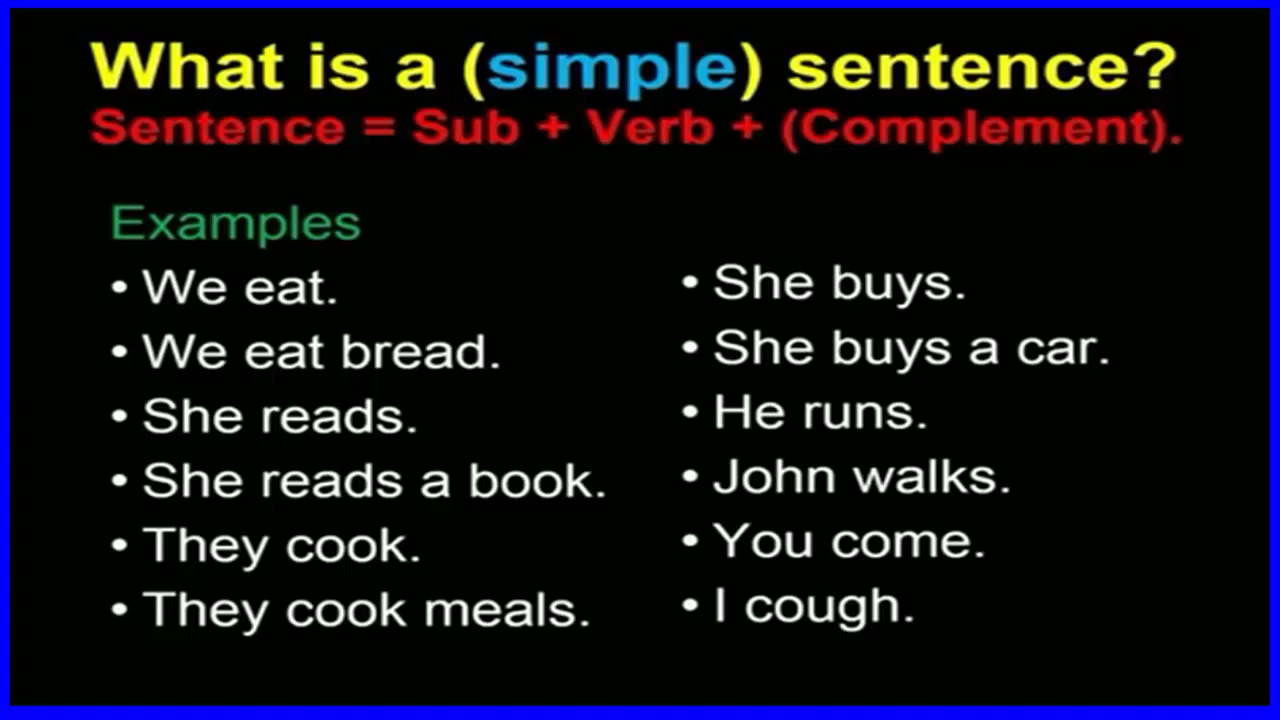 What is a (simple) sentence?
Sentence = Sub + Verb + (Complement).
Examples
• We eat.
• We eat bread.
• She reads.
• She reads a book.
• They cook.
• They cook meals.
• She buys.
• She buys a car.
• He runs.
• John walks.
• You come.
• I cough.